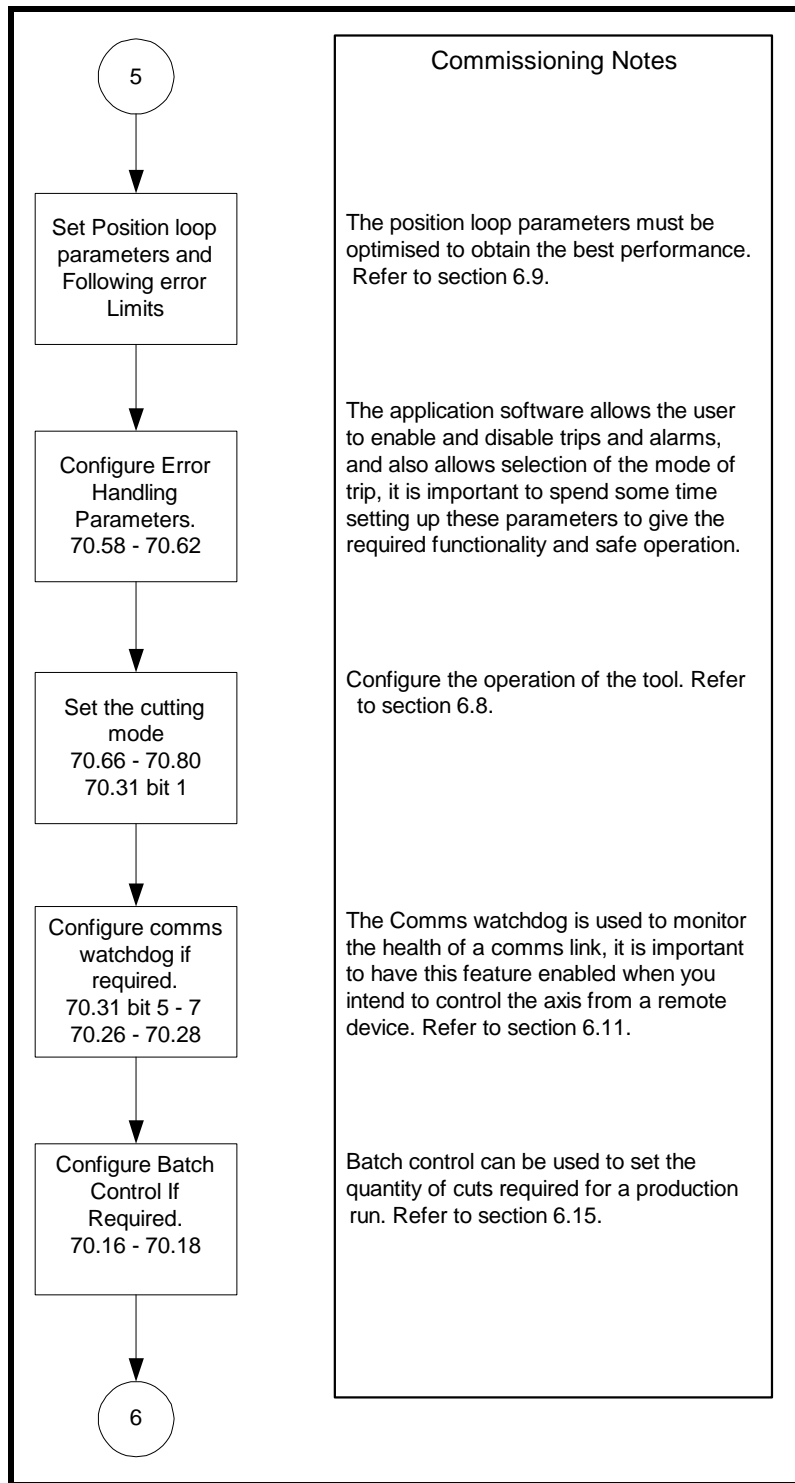 5
Commissioning Notes
Set Position loop
parameters and
Following error
Limits
The position loop parameters must be
optimised to obtain the best performance.
Refer to section 6.9.
Configure Error
Handling
Parameters.
70.58 - 70.62
The application software allows the user
to enable and disable trips and alarms,
and also allows selection of the mode of
trip, it is important to spend some time
setting up these parameters to give the
required functionality and safe operation.
Set the cutting
mode
70.66 - 70.80
70.31 bit 1
Configure the operation of the tool. Refer
to section 6.8.
Configure comms
watchdog if
required.
70.31 bit 5 - 7
70.26 - 70.28
The Comms watchdog is used to monitor
the health of a comms link, it is important
to have this feature enabled when you
intend to control the axis from a remote
device. Refer to section 6.11.
Configure Batch
Control If
Required.
70.16 - 70.18
Batch control can be used to set the
quantity of cuts required for a production
run. Refer to section 6.15.
6